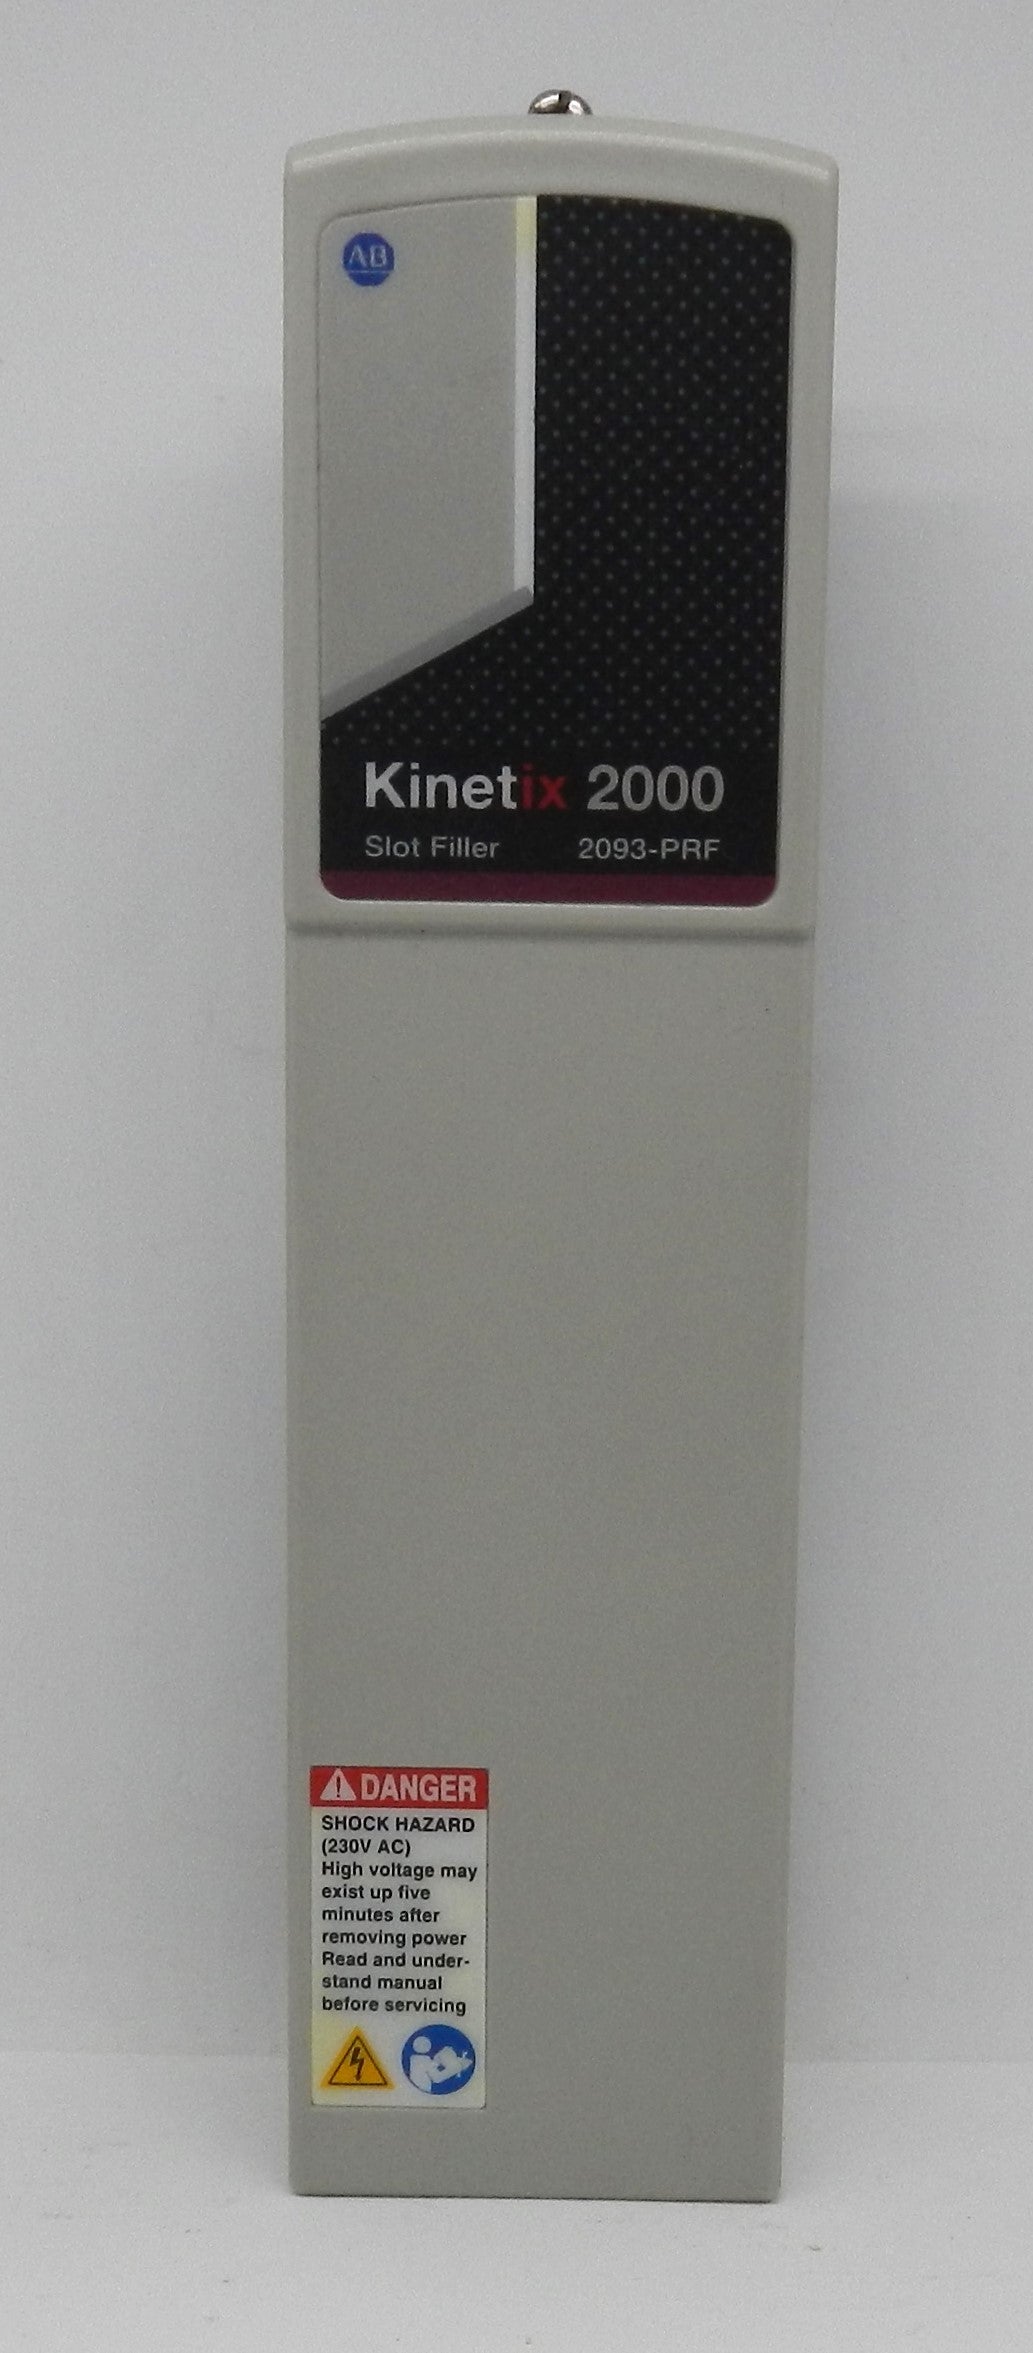 AB
Kinetix 2000
Slot Filler 2093-PRF
DANGER
SHOCK HAZARD
(230V AC)
High voltage may
exist up five
minutes after
removing power
Read and under-
stand manual
before servicing